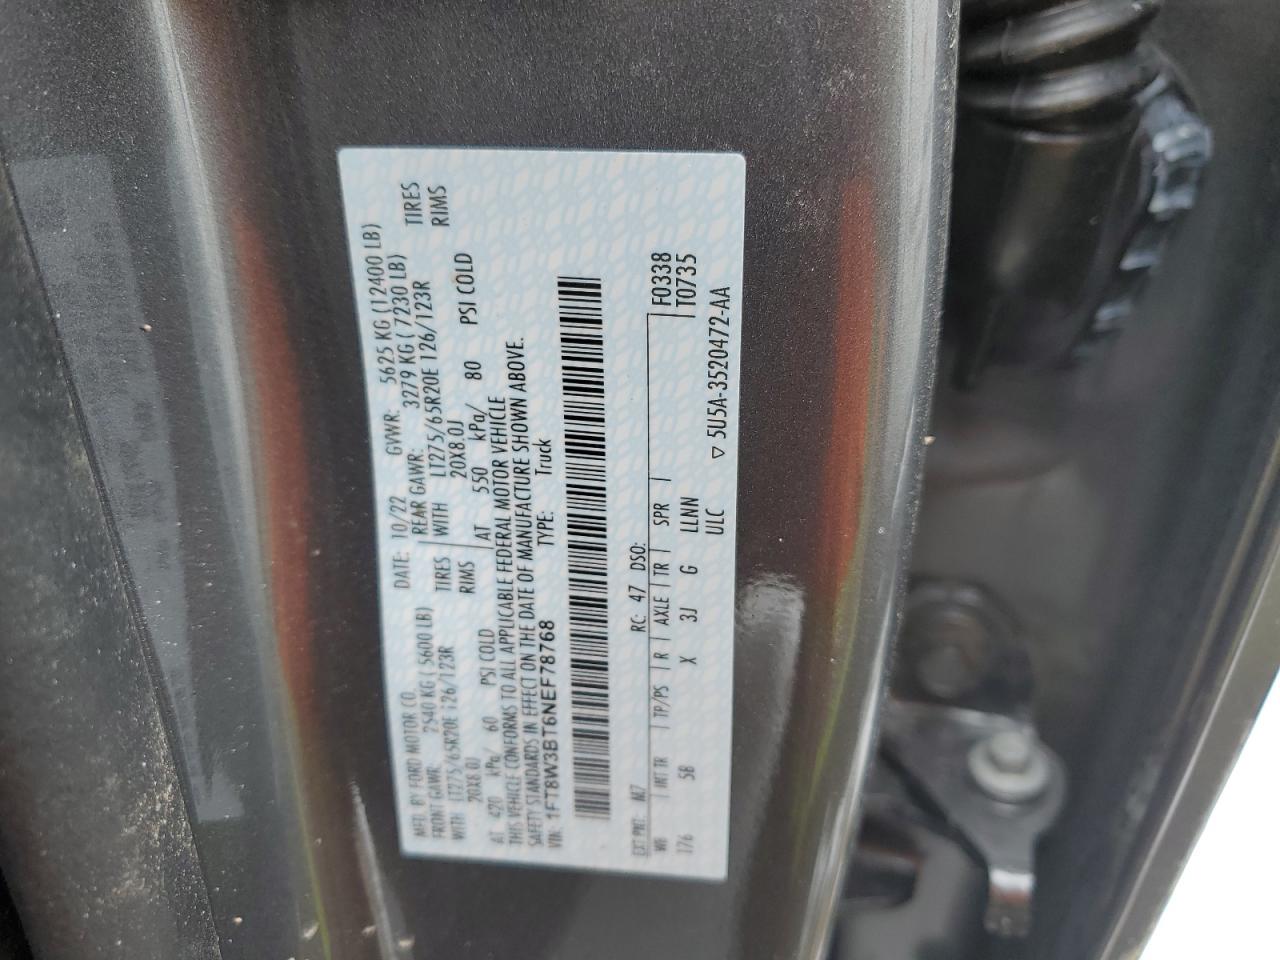 MFD. BY FORD MOTOR CO.
DATE: 10/22 GVWR: 5625 KG (12400 LB)
FRONT GAWR: 2540 KG ( 5600 LB)
REAR GAWR: 3279 KG ( 7230 LB)
WITH LT275/65R20E 126/123R TIRES
WITH LT275/65R20E 126/123R TIRES
20X8.0J RIMS
20X8.0J RIMS
AT 420 kPa/ 60 PSI COLD
AT 550 kPa/ 80 PSI COLD
THIS VEHICLE CONFORMS TO ALL APPLICABLE FEDERAL MOTOR VEHICLE
SAFETY STANDARDS IN EFFECT ON THE DATE OF MANUFACTURE SHOWN ABOVE.
VIN: 1FT8W3BT6NEF78768 TYPE: Truck
EXT PNT: M7 RC: 47 DSO: F0338
WB INT TR TP/PS R AXLE TR SPR T0735
176 5B X 3J G LLNN
ULC ▽ 5U5A-3520472-AA